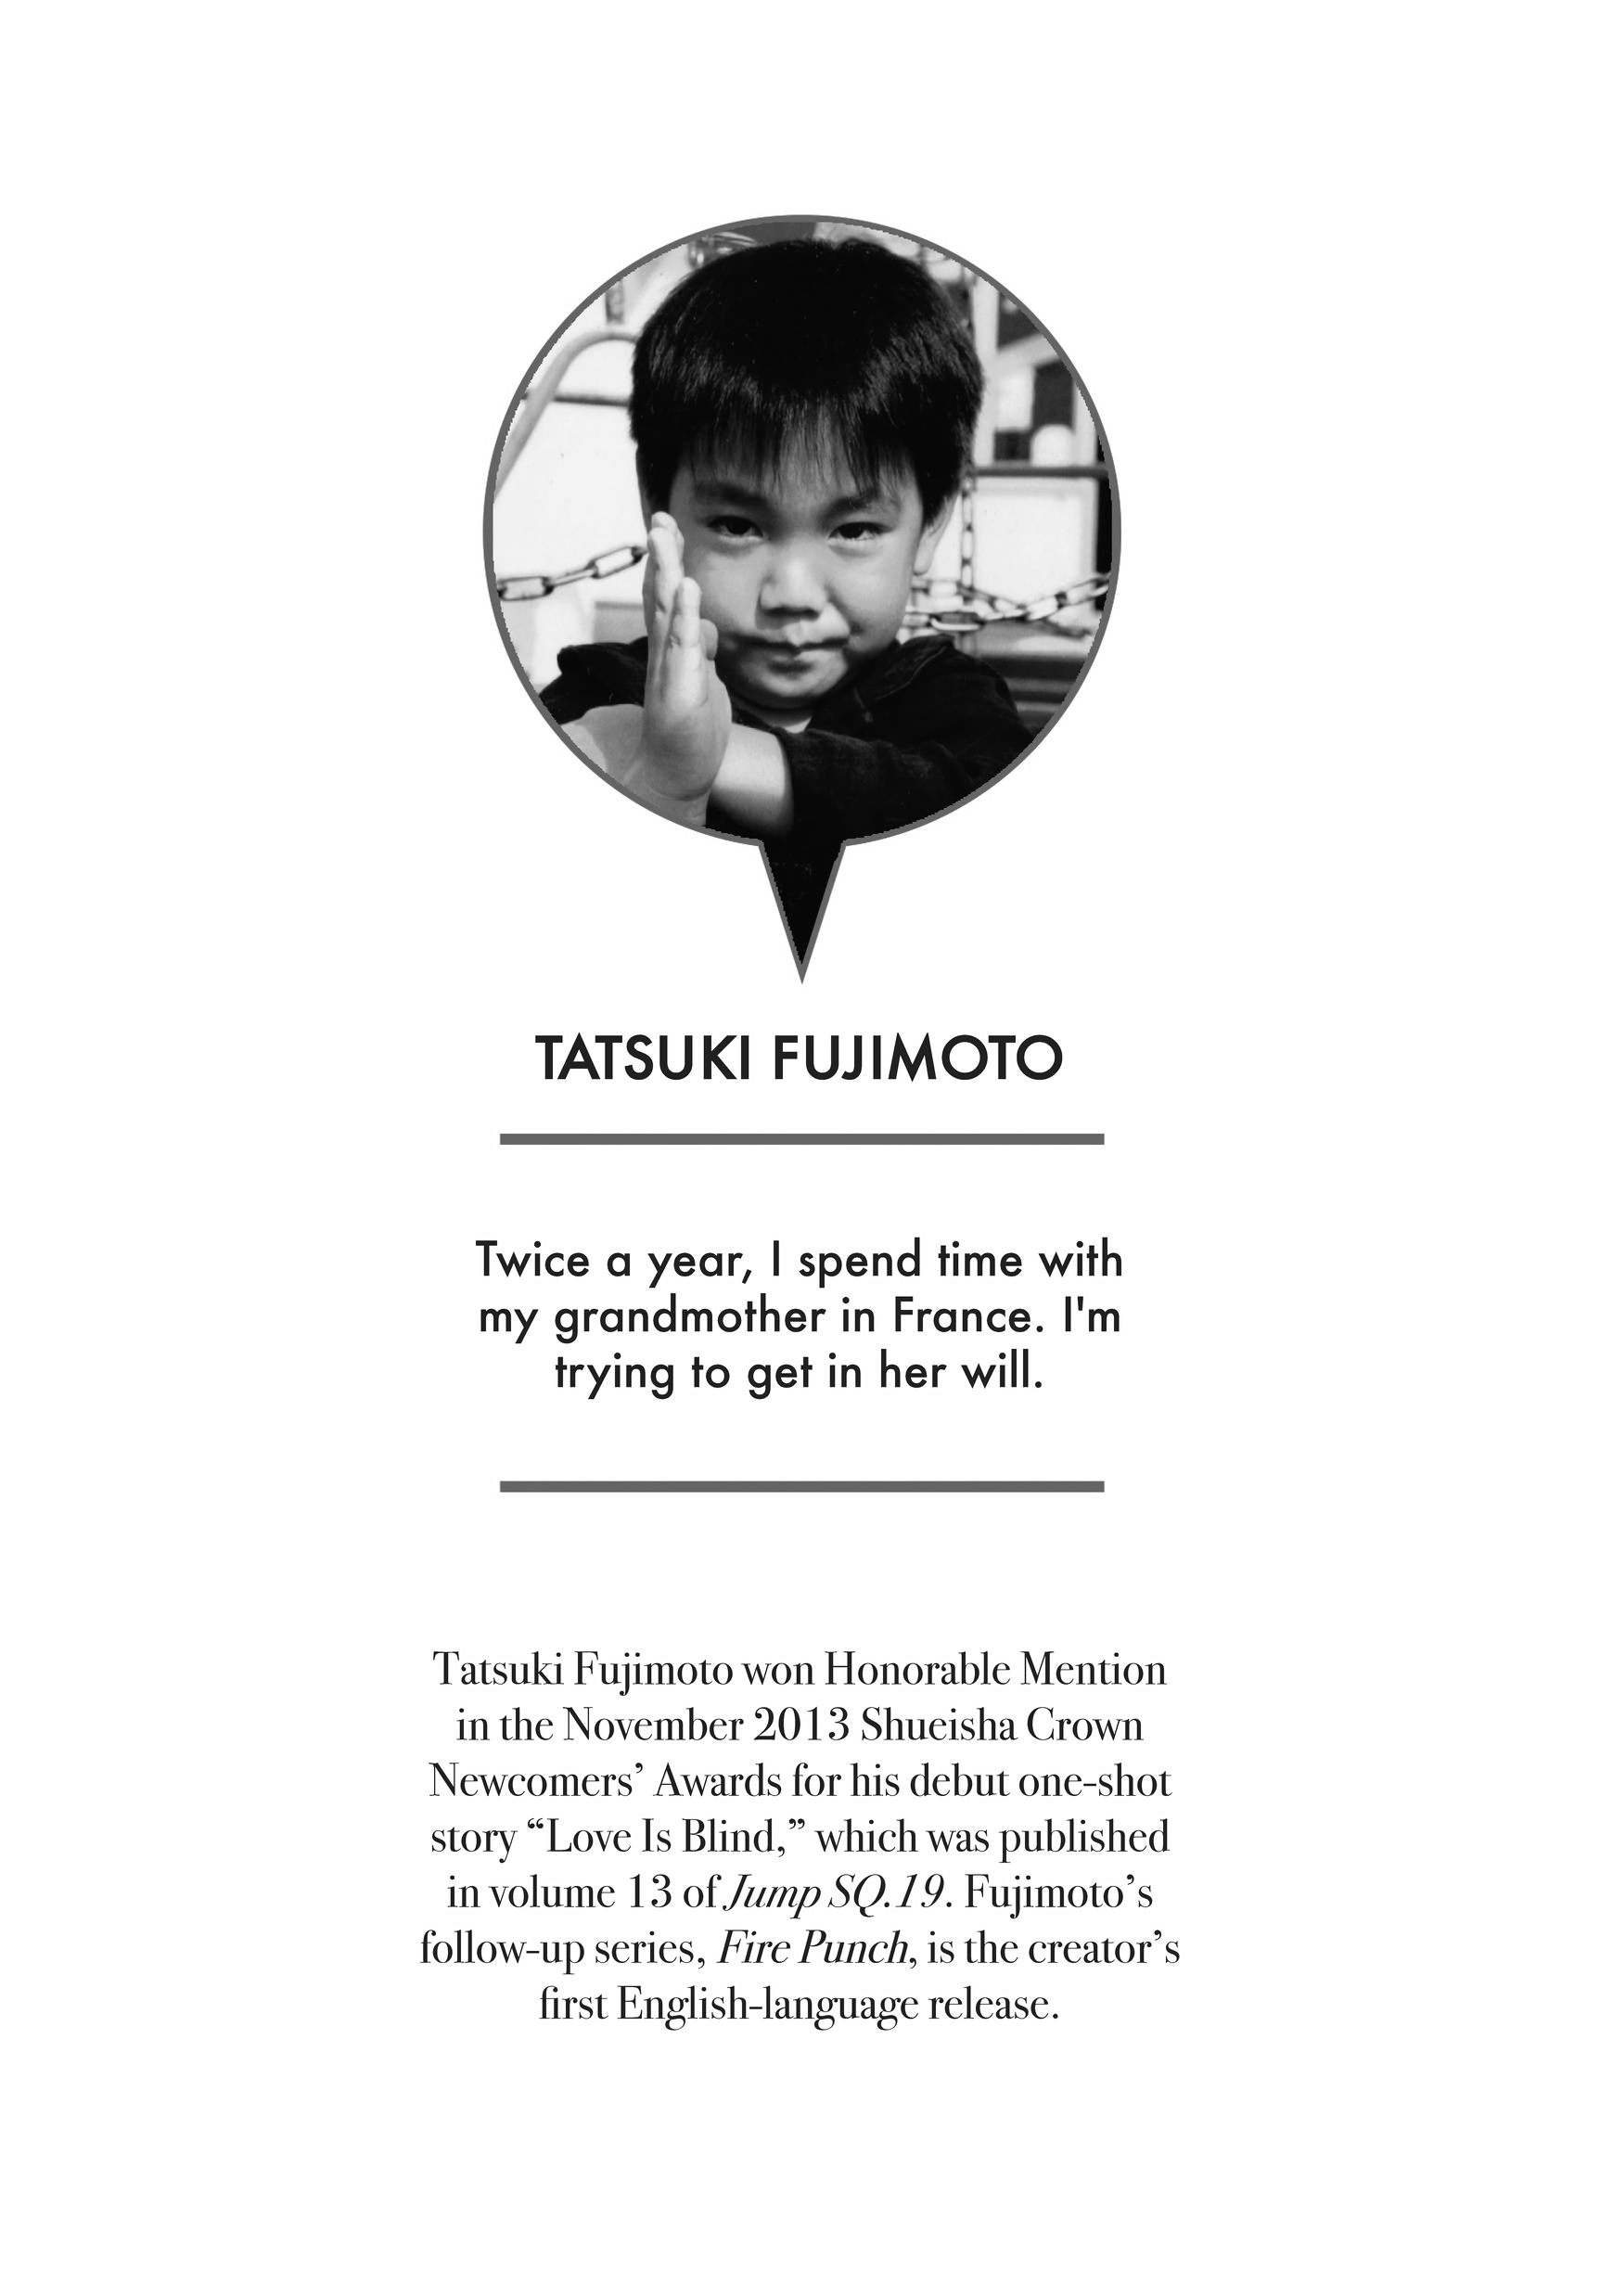 TATSUKI FUJIMOTO
Twice a year, I spend time with
my grandmother in France. I'm
trying to get in her will.
Tatsuki Fujimoto won Honorable Mention
in the November 2013 Shueisha Crown
Newcomers’ Awards for his debut one-shot
story “Love Is Blind,” which was published
in volume 13 of Jump SQ.19. Fujimoto’s
follow-up series, Fire Punch, is the creator’s
first English-language release.